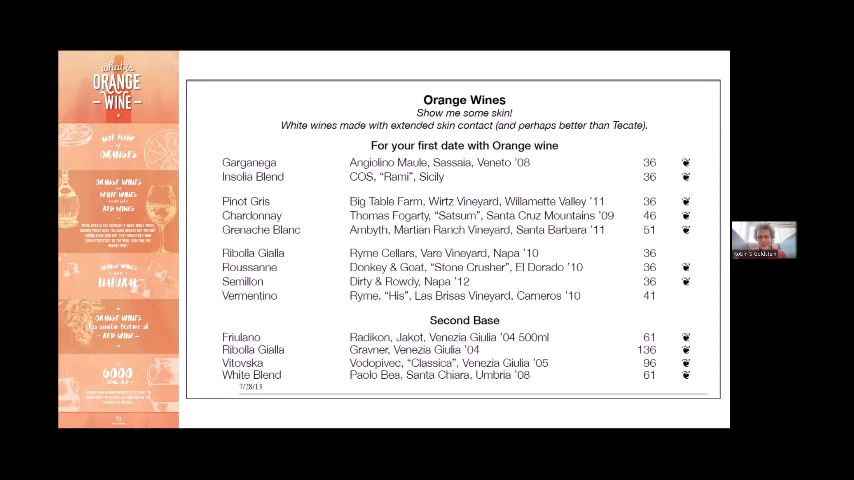 what is
ORANGE
WINE
NOT MADE
of
ORANGES
ORANGE WINES
WHITE WINES
RED WINES
ORANGE WINES
NATURAL
ORANGE WINES
RED WINE
6000
Orange Wines
Show me some skin!
White wines made with extended skin contact (and perhaps better than Tecate).
For your first date with Orange wine
Garganega Angiolino Maule, Sassaia, Veneto ’08 36 ❦
Insolia Blend COS, “Rami”, Sicily 36 ❦
Pinot Gris Big Table Farm, Wirtz Vineyard, Willamette Valley ’11 36 ❦
Chardonnay Thomas Fogarty, “Satsum”, Santa Cruz Mountains ’09 46 ❦
Grenache Blanc Ambyth, Martian Ranch Vineyard, Santa Barbara ’11 51 ❦
Ribolla Gialla Ryme Cellars, Vare Vineyard, Napa ’10 36
Roussanne Donkey & Goat, “Stone Crusher”, El Dorado ’10 36 ❦
Semillon Dirty & Rowdy, Napa ’12 36 ❦
Vermentino Ryme, “His”, Las Brisas Vineyard, Carneros ’10 41
Second Base
Friulano Radikon, Jakot, Venezia Giulia ’04 500ml 61 ❦
Ribolla Gialla Gravner, Venezia Giulia ’04 136 ❦
Vitovska Vodopivec, “Classica”, Venezia Giulia ’05 96 ❦
White Blend Paolo Bea, Santa Chiara, Umbria ’08 61 ❦
7/28/13
Robin S Goldstein